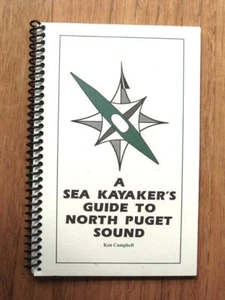 A
SEA KAYAKER'S
GUIDE TO
NORTH PUGET
SOUND
Ken Campbell